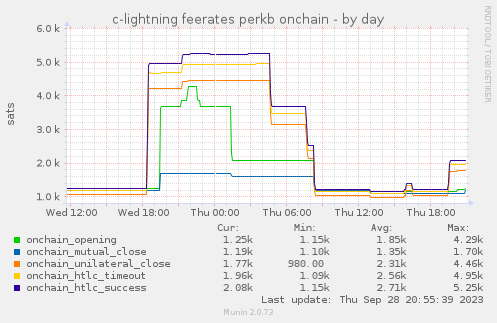 c-lightning feerates perkb onchain - by day
RRDTOOL / TOBI OETIKER
sats
6.0 k
5.0 k
4.0 k
3.0 k
2.0 k
1.0 k
Wed 12:00 Wed 18:00 Thu 00:00 Thu 06:00 Thu 12:00 Thu 18:00
Cur: Min: Avg: Max:
onchain_opening 1.25k 1.15k 1.85k 4.29k
onchain_mutual_close 1.19k 1.10k 1.35k 1.70k
onchain_unilateral_close 1.77k 980.00 2.31k 4.46k
onchain_htlc_timeout 1.96k 1.09k 2.56k 4.95k
onchain_htlc_success 2.08k 1.15k 2.71k 5.25k
Last update: Thu Sep 28 20:55:39 2023
Munin 2.0.73